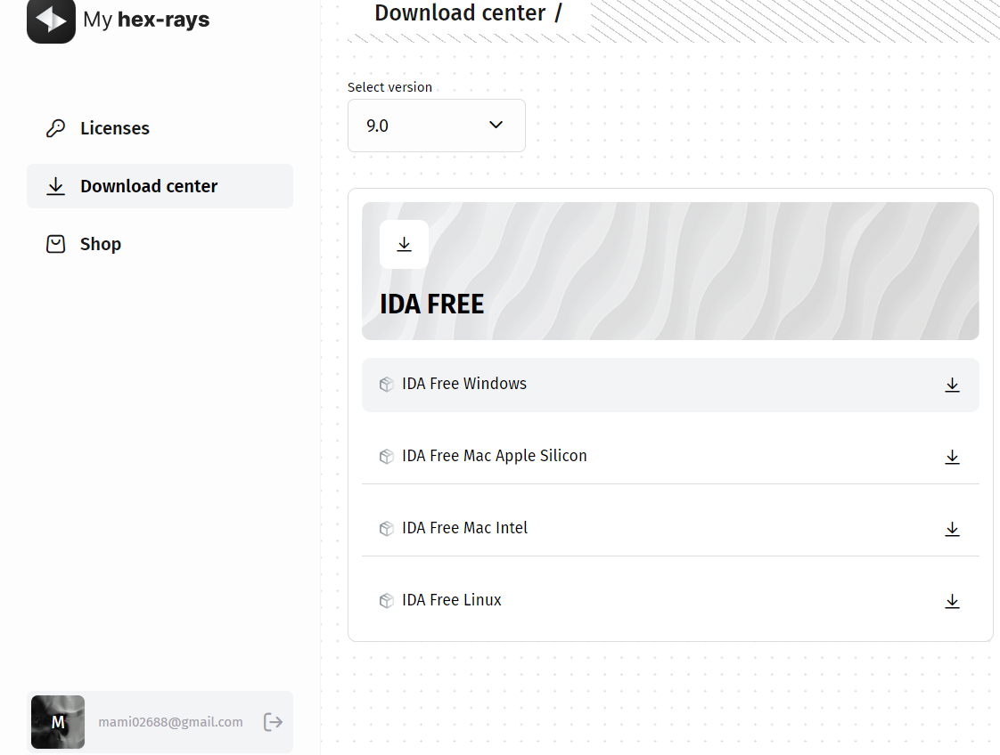 My hex-rays
Licenses
Download center
Shop
M
mami02688@gmail.com
Download center /
Select version
9.0
IDA FREE
IDA Free Windows
IDA Free Mac Apple Silicon
IDA Free Mac Intel
IDA Free Linux